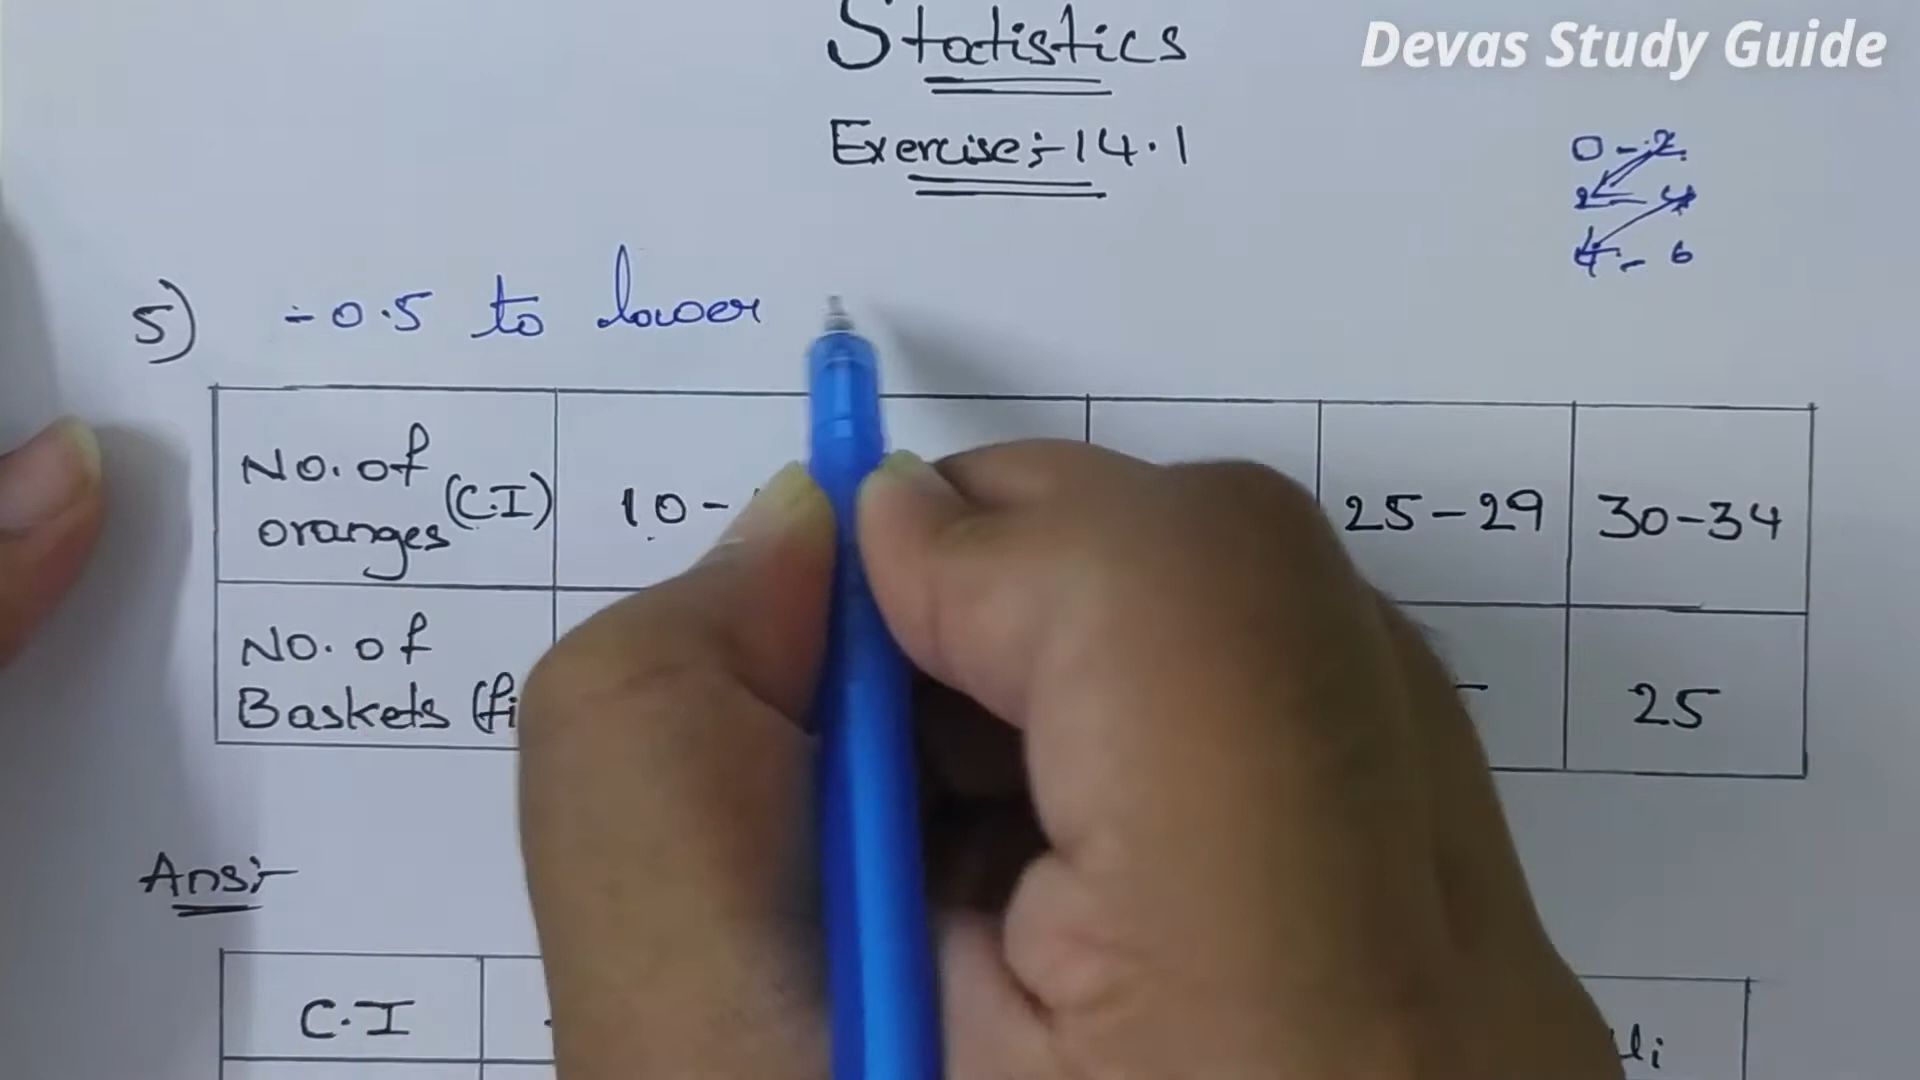 Statistics
Devas Study Guide
Exercise:-14.1
0-2
2-4
4-6
5) -0.5 to lower
No. of oranges (C.I) 10- 25-29 30-34
No. of Baskets (fi 25
Ans:-
C.I